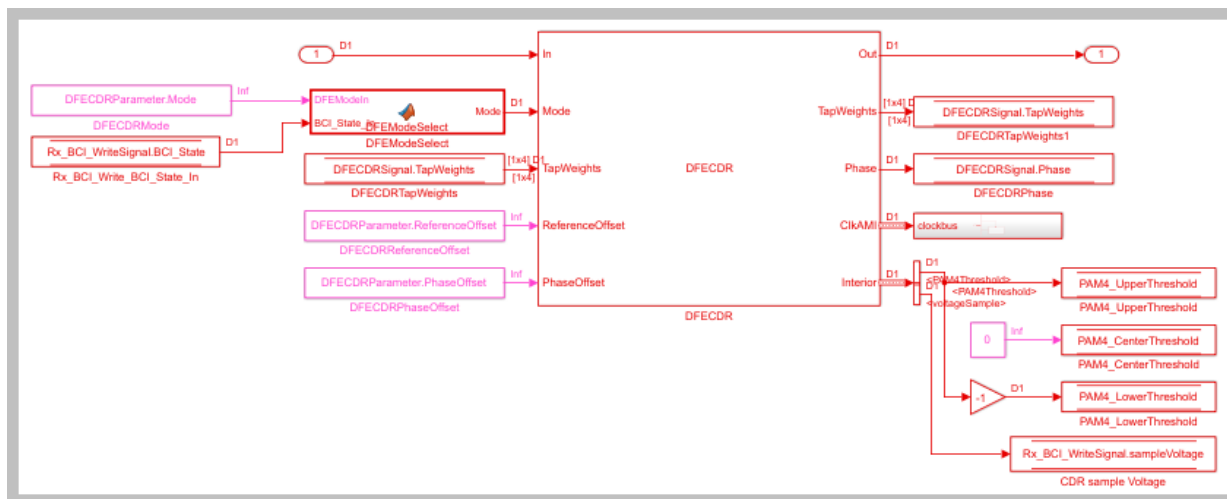 1
D1
In
Out
D1
1
DFECDRParameter.Mode
Inf
DFECDRMode
DFEModeIn
Mode
D1
Mode
BCI_State_In
DFEModeSelect
DFEModeSelect
Rx_BCI_WriteSignal.BCI_State
D1
Rx_BCI_Write_BCI_State_In
DFECDRSignal.TapWeights
[1x4] D1
[1x4]
TapWeights
DFECDRTapWeights
DFECDR
TapWeights
[1x4] D
[1x4]
DFECDRSignal.TapWeights
DFECDRTapWeights1
Phase
D1
DFECDRSignal.Phase
DFECDRPhase
DFECDRParameter.ReferenceOffset
Inf
ReferenceOffset
DFECDRReferenceOffset
ClkAMI
D1
clockbus
DFECDRParameter.PhaseOffset
Inf
PhaseOffset
DFECDRPhaseOffset
Interior
D1
D1
<PAM4Threshold>
D1
<PAM4Threshold>
<voltageSample>
DFECDR
PAM4_UpperThreshold
PAM4_UpperThreshold
0
Inf
PAM4_CenterThreshold
PAM4_CenterThreshold
-1
D1
PAM4_LowerThreshold
PAM4_LowerThreshold
Rx_BCI_WriteSignal.sampleVoltage
CDR sample Voltage